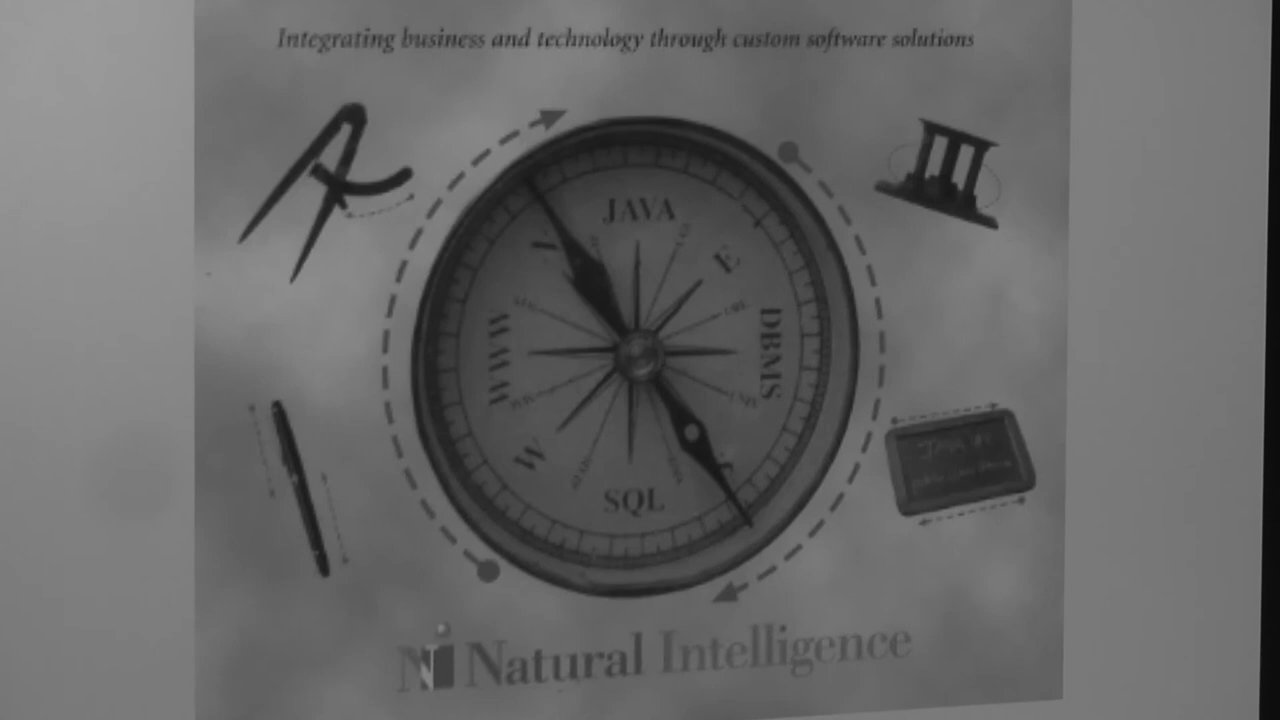 Integrating business and technology through custom software solutions
JAVA
E
WWW
DBMS
W
SQL
Ni Natural Intelligence